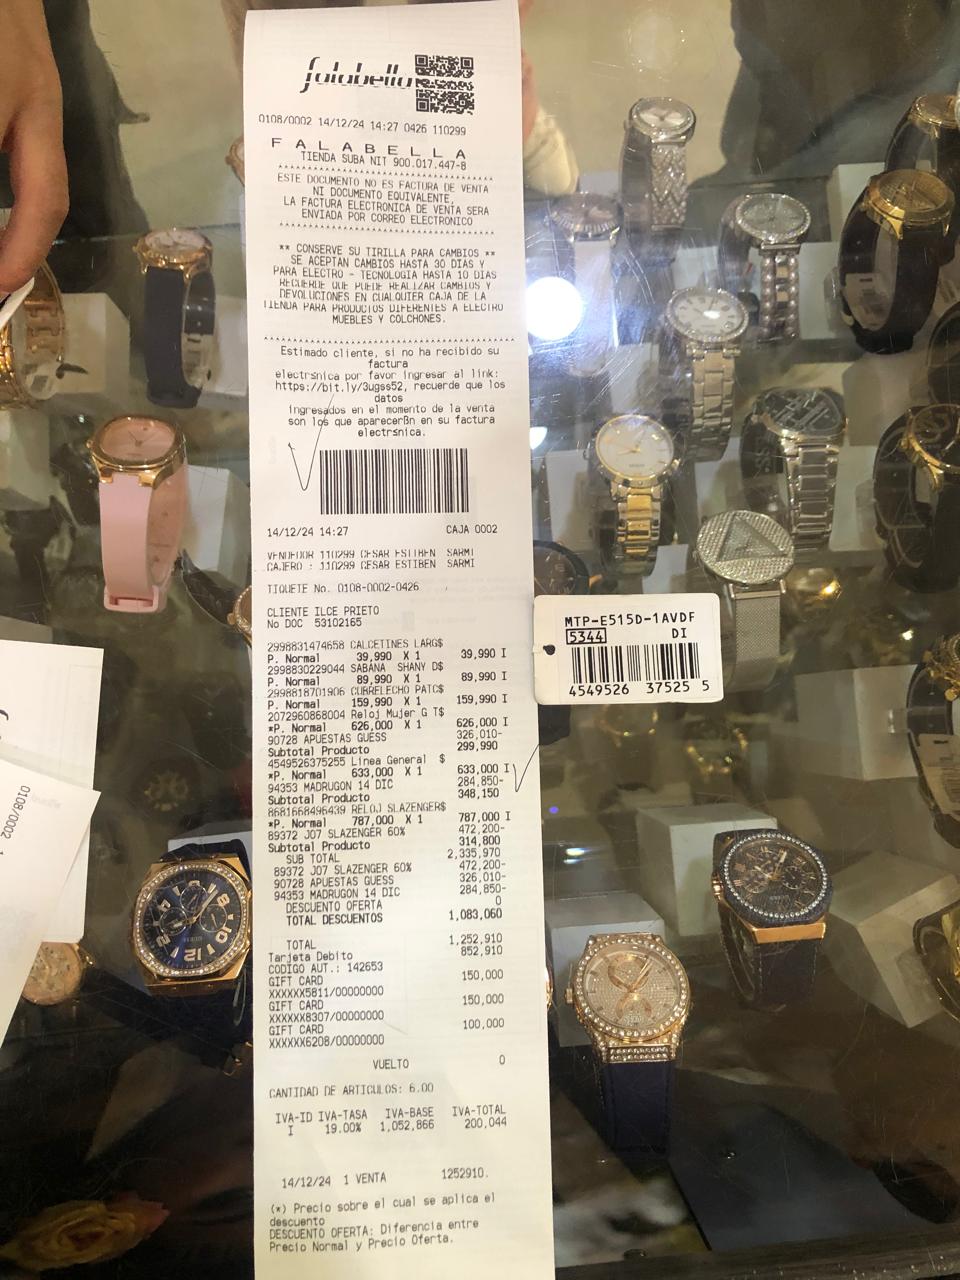 falabella
0108/0002 14/12/24 14:27 0426 110299
FALABELLA
TIENDA SUBA NIT 900.017.447-8
ESTE DOCUMENTO NO ES FACTURA DE VENTA
NI DOCUMENTO EQUIVALENTE,
LA FACTURA ELECTRONICA DE VENTA SERA
ENVIADA POR CORREO ELECTRONICO
** CONSERVE SU TIRILLA PARA CAMBIOS **
SE ACEPTAN CAMBIOS HASTA 30 DIAS Y
PARA ELECTRO - TECNOLOGIA HASTA 10 DIAS
RECUERDE QUE PUEDE REALIZAR CAMBIOS Y
DEVOLUCIONES EN CUALQUIER CAJA DE LA
TIENDA PARA PRODUCTOS DIFERENTES A ELECTRO
MUEBLES Y COLCHONES.
Estimado cliente, si no ha recibido su
factura
electrsnica por favor ingresar al link:
https://bit.ly/3ugss52, recuerde que los
datos
ingresados en el momento de la venta
son los que aparecerBn en su factura
electrsnica.
14/12/24 14:27 CAJA 0002
VENDEDOR 110299 CESAR ESTIBEN SARMI
CAJERO : 110299 CESAR ESTIBEN SARMI
TIQUETE No. 0108-0002-0426
CLIENTE ILCE PRIETO
No DOC 53102165
2998831474658 CALCETINES LARG$
P. Normal 39,990 X 1 39,990 I
2998830229044 SABANA SHANY D$
P. Normal 89,990 X 1 89,990 I
2998818701906 CUBRELECHO PATC$
P. Normal 159,990 X 1 159,990 I
2072960868004 Reloj Mujer G T$
*P. Normal 626,000 X 1 626,000 I
90728 APUESTAS GUESS 326,010-
Subtotal Producto 299,990
4549526375255 Linea General $
*P. Normal 633,000 X 1 633,000 I
94353 MADRUGON 14 DIC 284,850-
Subtotal Producto 348,150
8681668496439 RELOJ SLAZENGER$
*P. Normal 787,000 X 1 787,000 I
89372 J07 SLAZENGER 60% 472,200-
Subtotal Producto 314,800
SUB TOTAL 2,335,970
89372 J07 SLAZENGER 60% 472,200-
90728 APUESTAS GUESS 326,010-
94353 MADRUGON 14 DIC 284,850-
DESCUENTO OFERTA 0
TOTAL DESCUENTOS 1,083,060
TOTAL 1,252,910
Tarjeta Debito 852,910
CODIGO AUT.: 142653
GIFT CARD 150,000
XXXXXX5811/00000000
GIFT CARD 150,000
XXXXXX8307/00000000
GIFT CARD 100,000
XXXXXX6208/00000000
VUELTO 0
CANTIDAD DE ARTICULOS: 6.00
IVA-ID IVA-TASA IVA-BASE IVA-TOTAL
I 19.00% 1,052,866 200,044
14/12/24 1 VENTA 1252910.
(*) Precio sobre el cual se aplica el
descuento
DESCUENTO OFERTA: Diferencia entre
Precio Normal y Precio Oferta.
MTP-E515D-1AVDF
5344 DI
4549526 37525 5
0108/0002